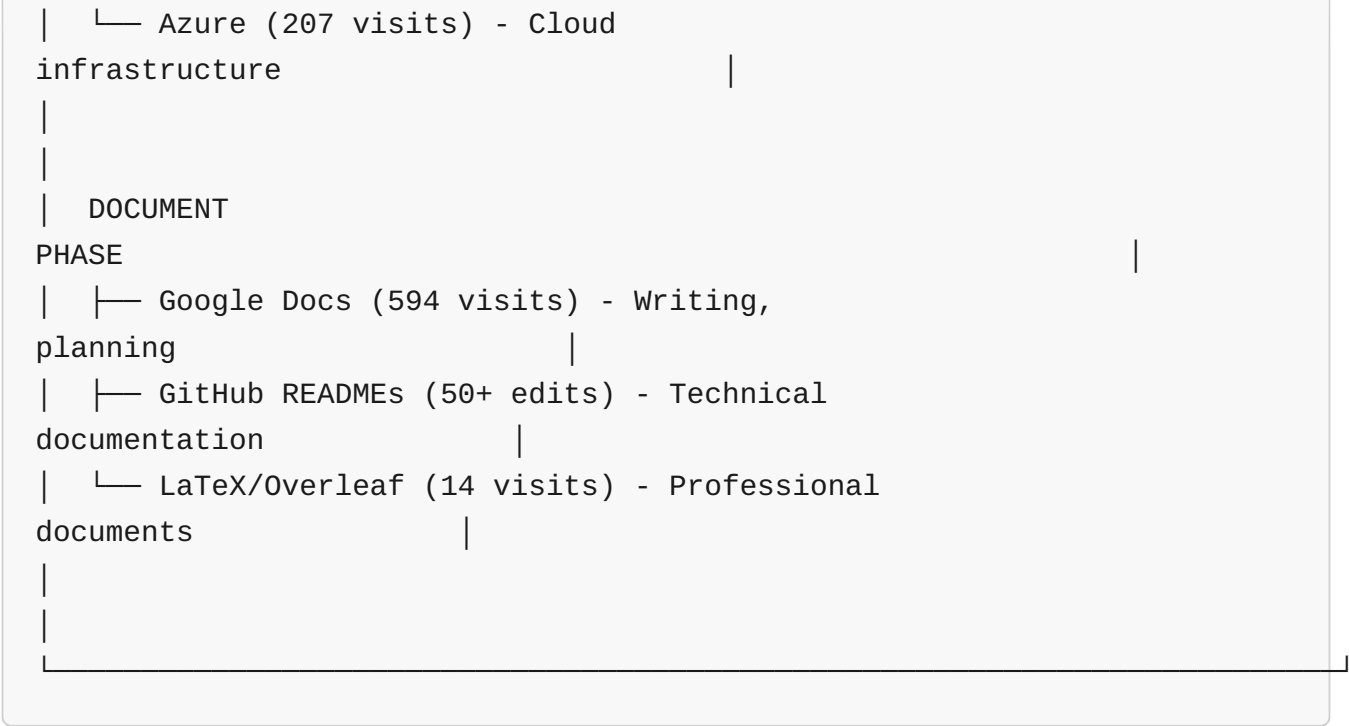 │  └── Azure (207 visits) - Cloud
infrastructure                         │
│
│
│  DOCUMENT
PHASE                                                         │
│  ├── Google Docs (594 visits) - Writing,
planning                      │
│  ├── GitHub READMEs (50+ edits) - Technical
documentation              │
│  └── LaTeX/Overleaf (14 visits) - Professional
documents               │
│
│
└──────────────────────────────────────────────────────────────────────────┘